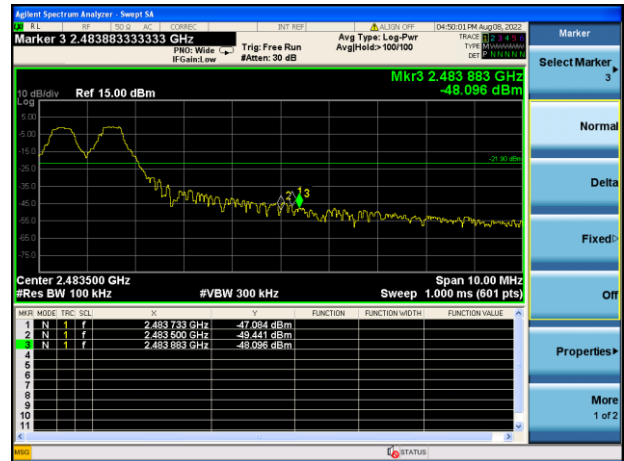 Agilent Spectrum Analyzer - Swept SA
RL RF 50 Ω AC CORREC INT REF ALIGN OFF 04:50:01 PM Aug 08, 2022
Marker 3 2.483883333333 GHz
PNO: Wide
IFGain:Low
Trig: Free Run
#Atten: 30 dB
Avg Type: Log-Pwr
Avg|Hold:>100/100
TRACE 1 2 3 4 5 6
TYPE M
DET P N N N N N
Marker
Select Marker
3
Normal
Delta
Fixed
Off
Properties
More
1 of 2
Mkr3 2.483 883 GHz
-48.096 dBm
10 dB/div Ref 15.00 dBm
Log
5.00
-5.00
-15.0
-25.0
-35.0
-45.0
-55.0
-65.0
-75.0
-21.90 dBm
2 1 3
Center 2.483500 GHz Span 10.00 MHz
#Res BW 100 kHz #VBW 300 kHz Sweep 1.000 ms (601 pts)
MKR MODE TRC SCL X Y FUNCTION FUNCTION WIDTH FUNCTION VALUE
1 N 1 f 2.483 733 GHz -47.084 dBm
2 N 1 f 2.483 500 GHz -49.441 dBm
3 N 1 f 2.483 883 GHz -48.096 dBm
4
5
6
7
8
9
10
11
MSG STATUS